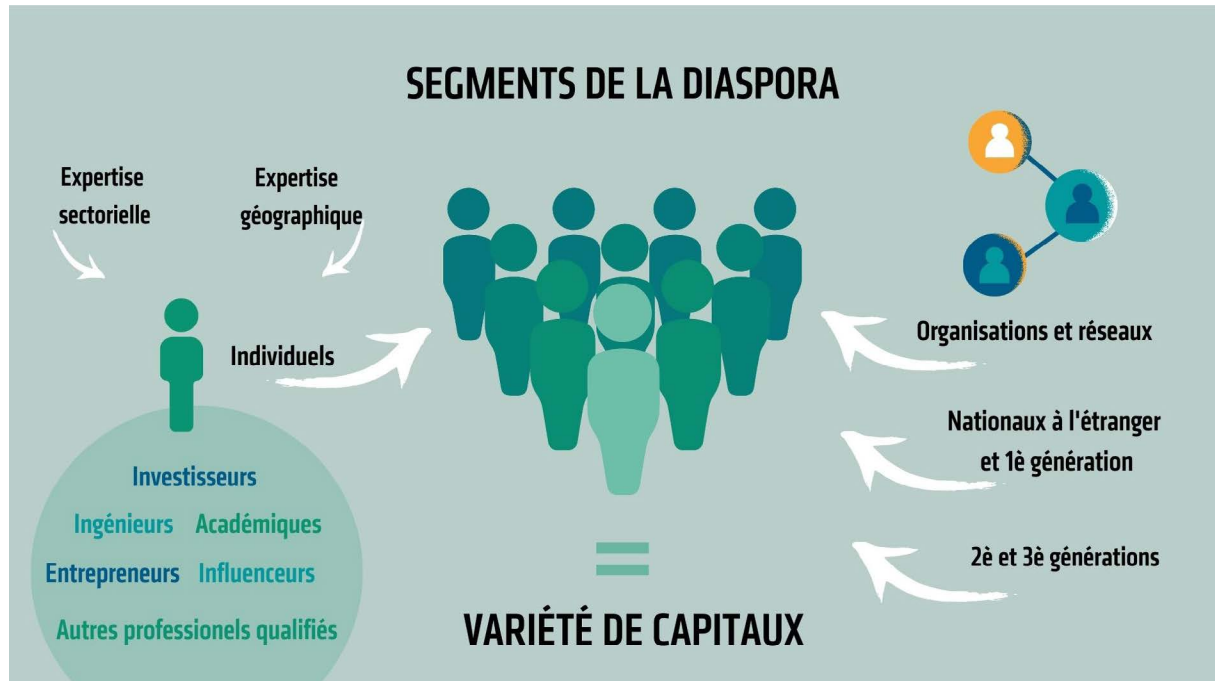 SEGMENTS DE LA DIASPORA
Expertise
sectorielle
Expertise
géographique
Individuels
Investisseurs
Ingénieurs Académiques
Entrepreneurs Influenceurs
Autres professionels qualifiés
Organisations et réseaux
Nationaux à l'étranger
et 1è génération
2è et 3è générations
=
VARIÉTÉ DE CAPITAUX